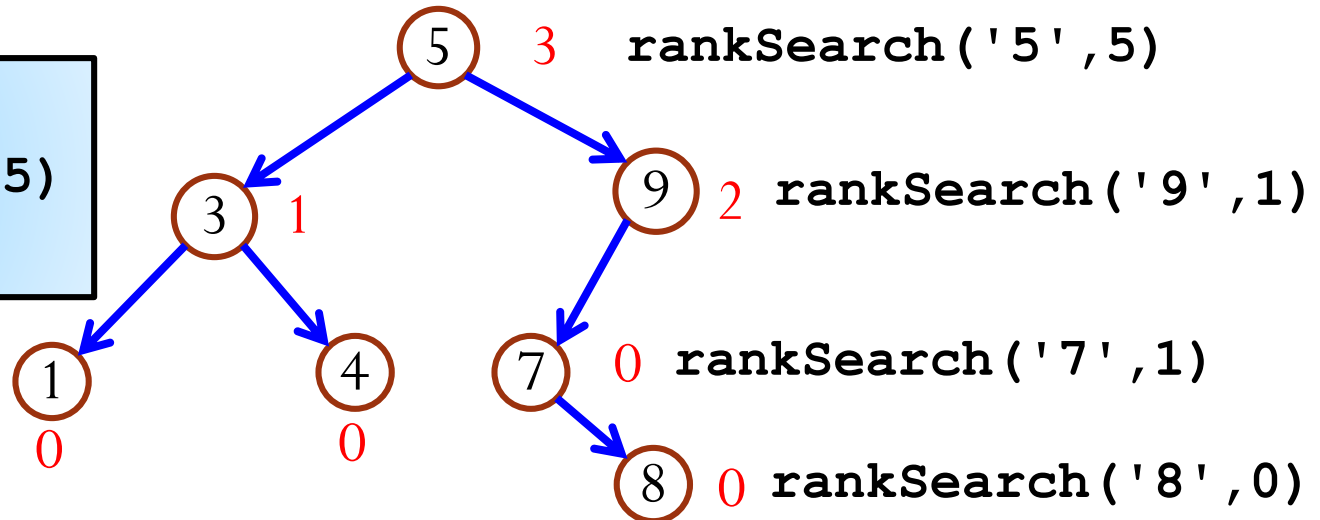 5 3 rankSearch('5',5)
5)
3 1
9 2 rankSearch('9',1)
1
4
7 0 rankSearch('7',1)
0
0
8 0 rankSearch('8',0)